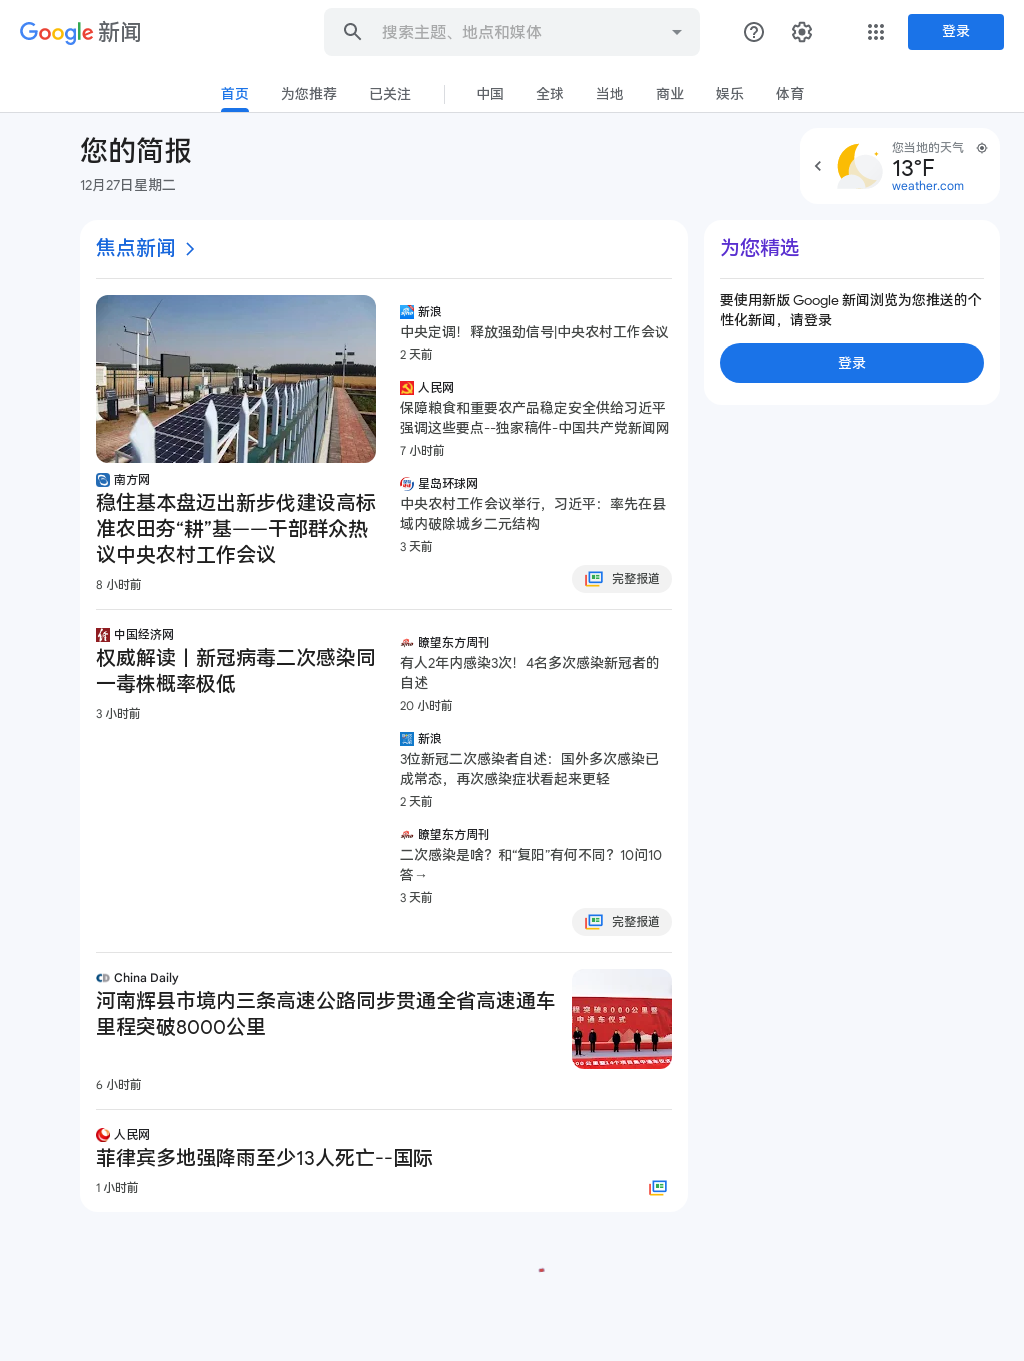 Google 新闻
搜索主题、地点和媒体
登录
首页
为您推荐
已关注
中国
全球
当地
商业
娱乐
体育
您的简报
12月27日星期二
您当地的天气
13°F
weather.com
焦点新闻
南方网
稳住基本盘迈出新步伐建设高标
准农田夯“耕”基——干部群众热
议中央农村工作会议
8 小时前
新浪
中央定调！释放强劲信号|中央农村工作会议
2 天前
人民网
保障粮食和重要农产品稳定安全供给习近平
强调这些要点--独家稿件-中国共产党新闻网
7 小时前
星岛环球网
中央农村工作会议举行，习近平：率先在县
域内破除城乡二元结构
3 天前
完整报道
中国经济网
权威解读丨新冠病毒二次感染同
一毒株概率极低
3 小时前
瞭望东方周刊
有人2年内感染3次！4名多次感染新冠者的
自述
20 小时前
新浪
3位新冠二次感染者自述：国外多次感染已
成常态，再次感染症状看起来更轻
2 天前
瞭望东方周刊
二次感染是啥？和“复阳”有何不同？10问10
答→
3 天前
完整报道
China Daily
河南辉县市境内三条高速公路同步贯通全省高速通车
里程突破8000公里
6 小时前
程突破8000公里暨
中通车仪式
人民网
菲律宾多地强降雨至少13人死亡--国际
1 小时前
为您精选
要使用新版 Google 新闻浏览为您推送的个
性化新闻，请登录
登录